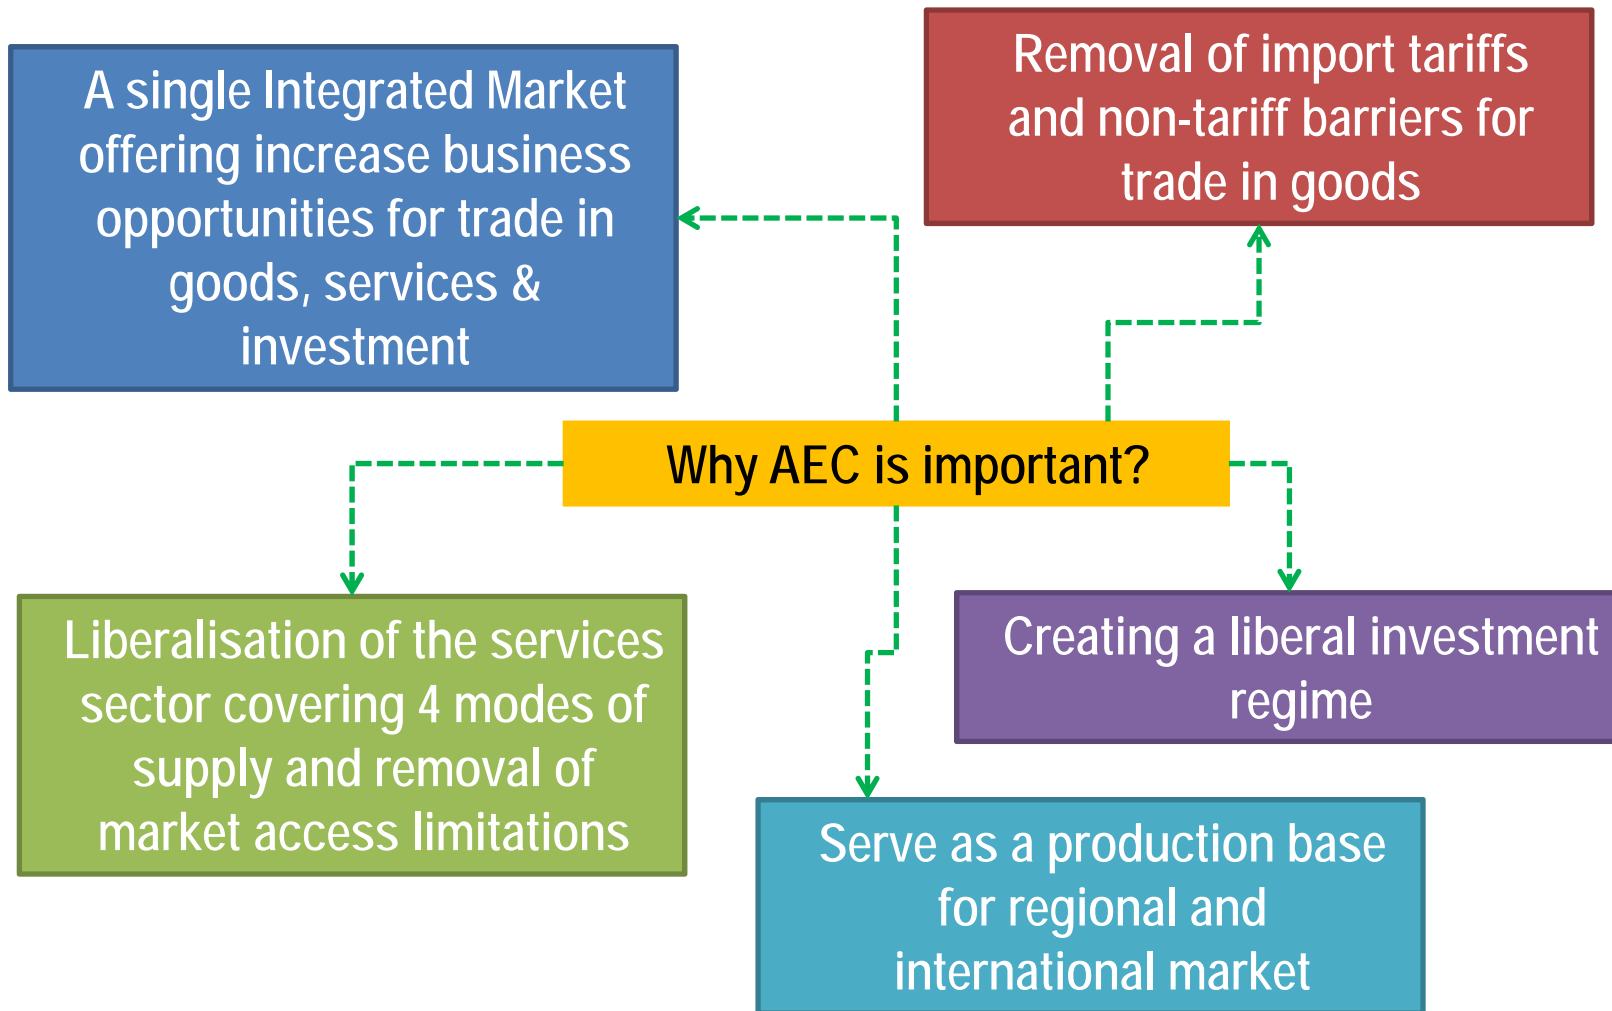 A single Integrated Market
offering increase business
opportunities for trade in
goods, services &
investment
Removal of import tariffs
and non-tariff barriers for
trade in goods
Why AEC is important?
Liberalisation of the services
sector covering 4 modes of
supply and removal of
market access limitations
Creating a liberal investment
regime
Serve as a production base
for regional and
international market